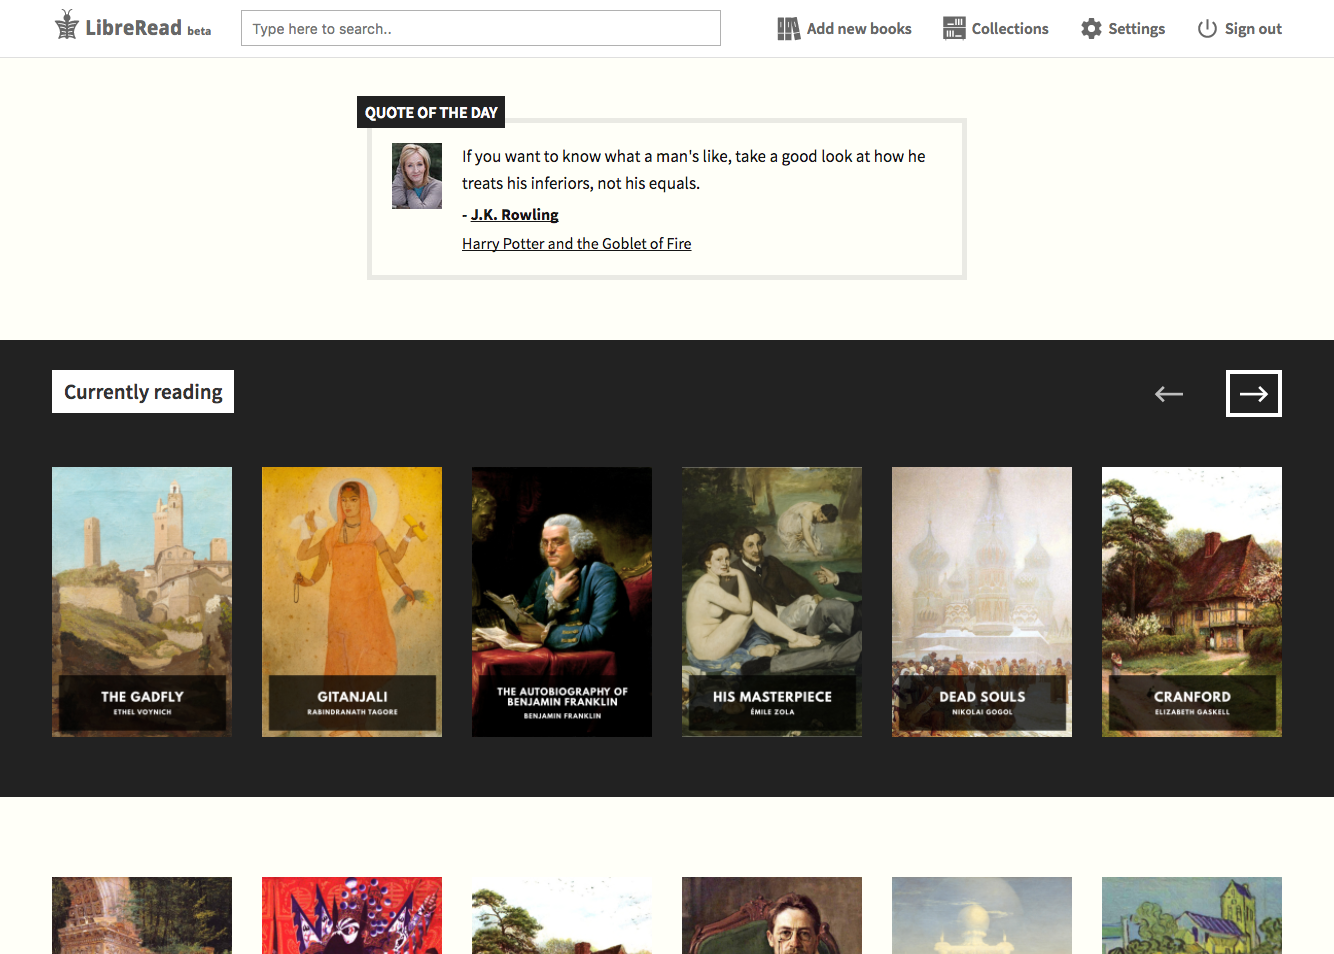 LibreRead beta
Type here to search..
Add new books
Collections
Settings
Sign out
QUOTE OF THE DAY
If you want to know what a man's like, take a good look at how he
treats his inferiors, not his equals.
- J.K. Rowling
Harry Potter and the Goblet of Fire
Currently reading
THE GADFLY
ETHEL VOYNICH
GITANJALI
RABINDRANATH TAGORE
THE AUTOBIOGRAPHY OF
BENJAMIN FRANKLIN
BENJAMIN FRANKLIN
HIS MASTERPIECE
ÉMILE ZOLA
DEAD SOULS
NIKOLAI GOGOL
CRANFORD
ELIZABETH GASKELL